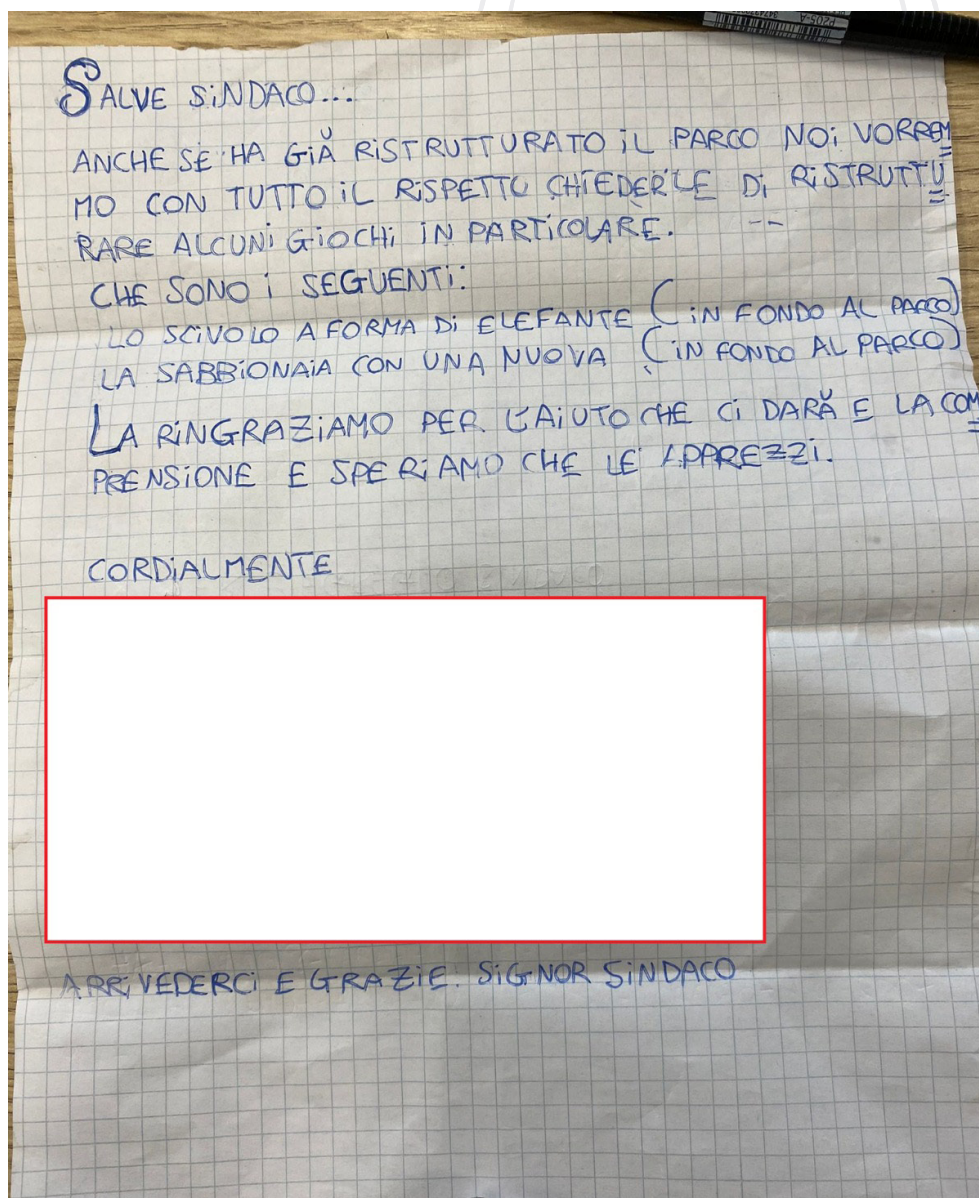 SALVE SiNDACO...
ANCHE SE HA GIÀ RISTRUTTURATO iL PARCO NOi VORREM
MO CON TUTTO iL RiSPETTO CHiEDERLE Di RiSTRUTTU
RARE ALCUNi GiOCHi iN PARTiCOLARE. --
CHE SONO i SEGUENTi:
LO SCiVOLO A FORMA Di ELEFANTE (iN FONDO AL PARCO)
LA SABBiONAiA CON UNA NUOVA (iN FONDO AL PARCO)
LA RiNGRAZiAMO PER L'AiUTO CHE Ci DARÀ E LA COM
PRENSiONE E SPERiAMO CHE LE APPAREZZi.
CORDiALMENTE
ARRiVEDERCi E GRAZiE. SiGNOR SiNDACO